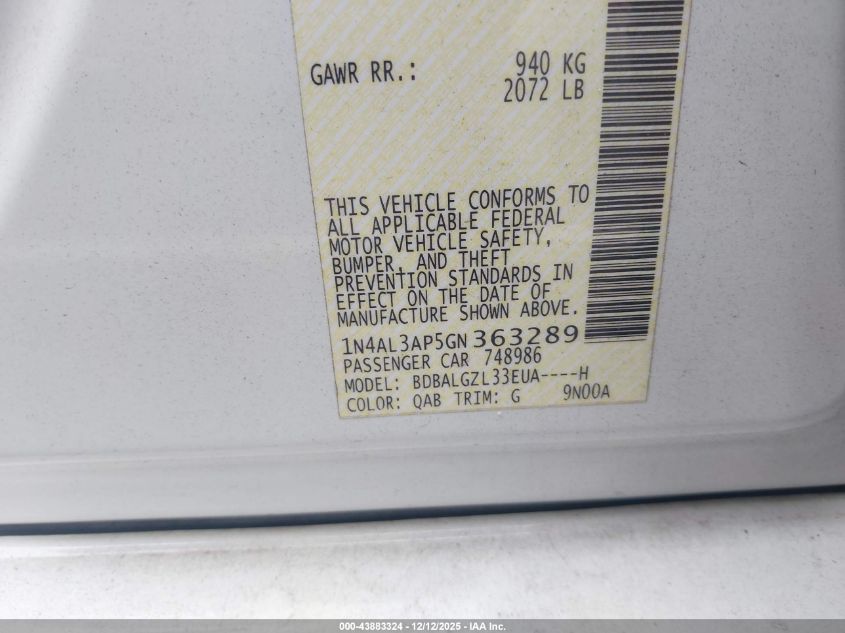 GAWR RR.: 940 KG
2072 LB
THIS VEHICLE CONFORMS TO
ALL APPLICABLE FEDERAL
MOTOR VEHICLE SAFETY,
BUMPER, AND THEFT
PREVENTION STANDARDS IN
EFFECT ON THE DATE OF
MANUFACTURE SHOWN ABOVE.
1N4AL3AP5GN363289
PASSENGER CAR 748986
MODEL: BDBALGZL33EUA----H
COLOR: QAB TRIM: G 9N00A
000-43883324 - 12/12/2025 - IAA Inc.